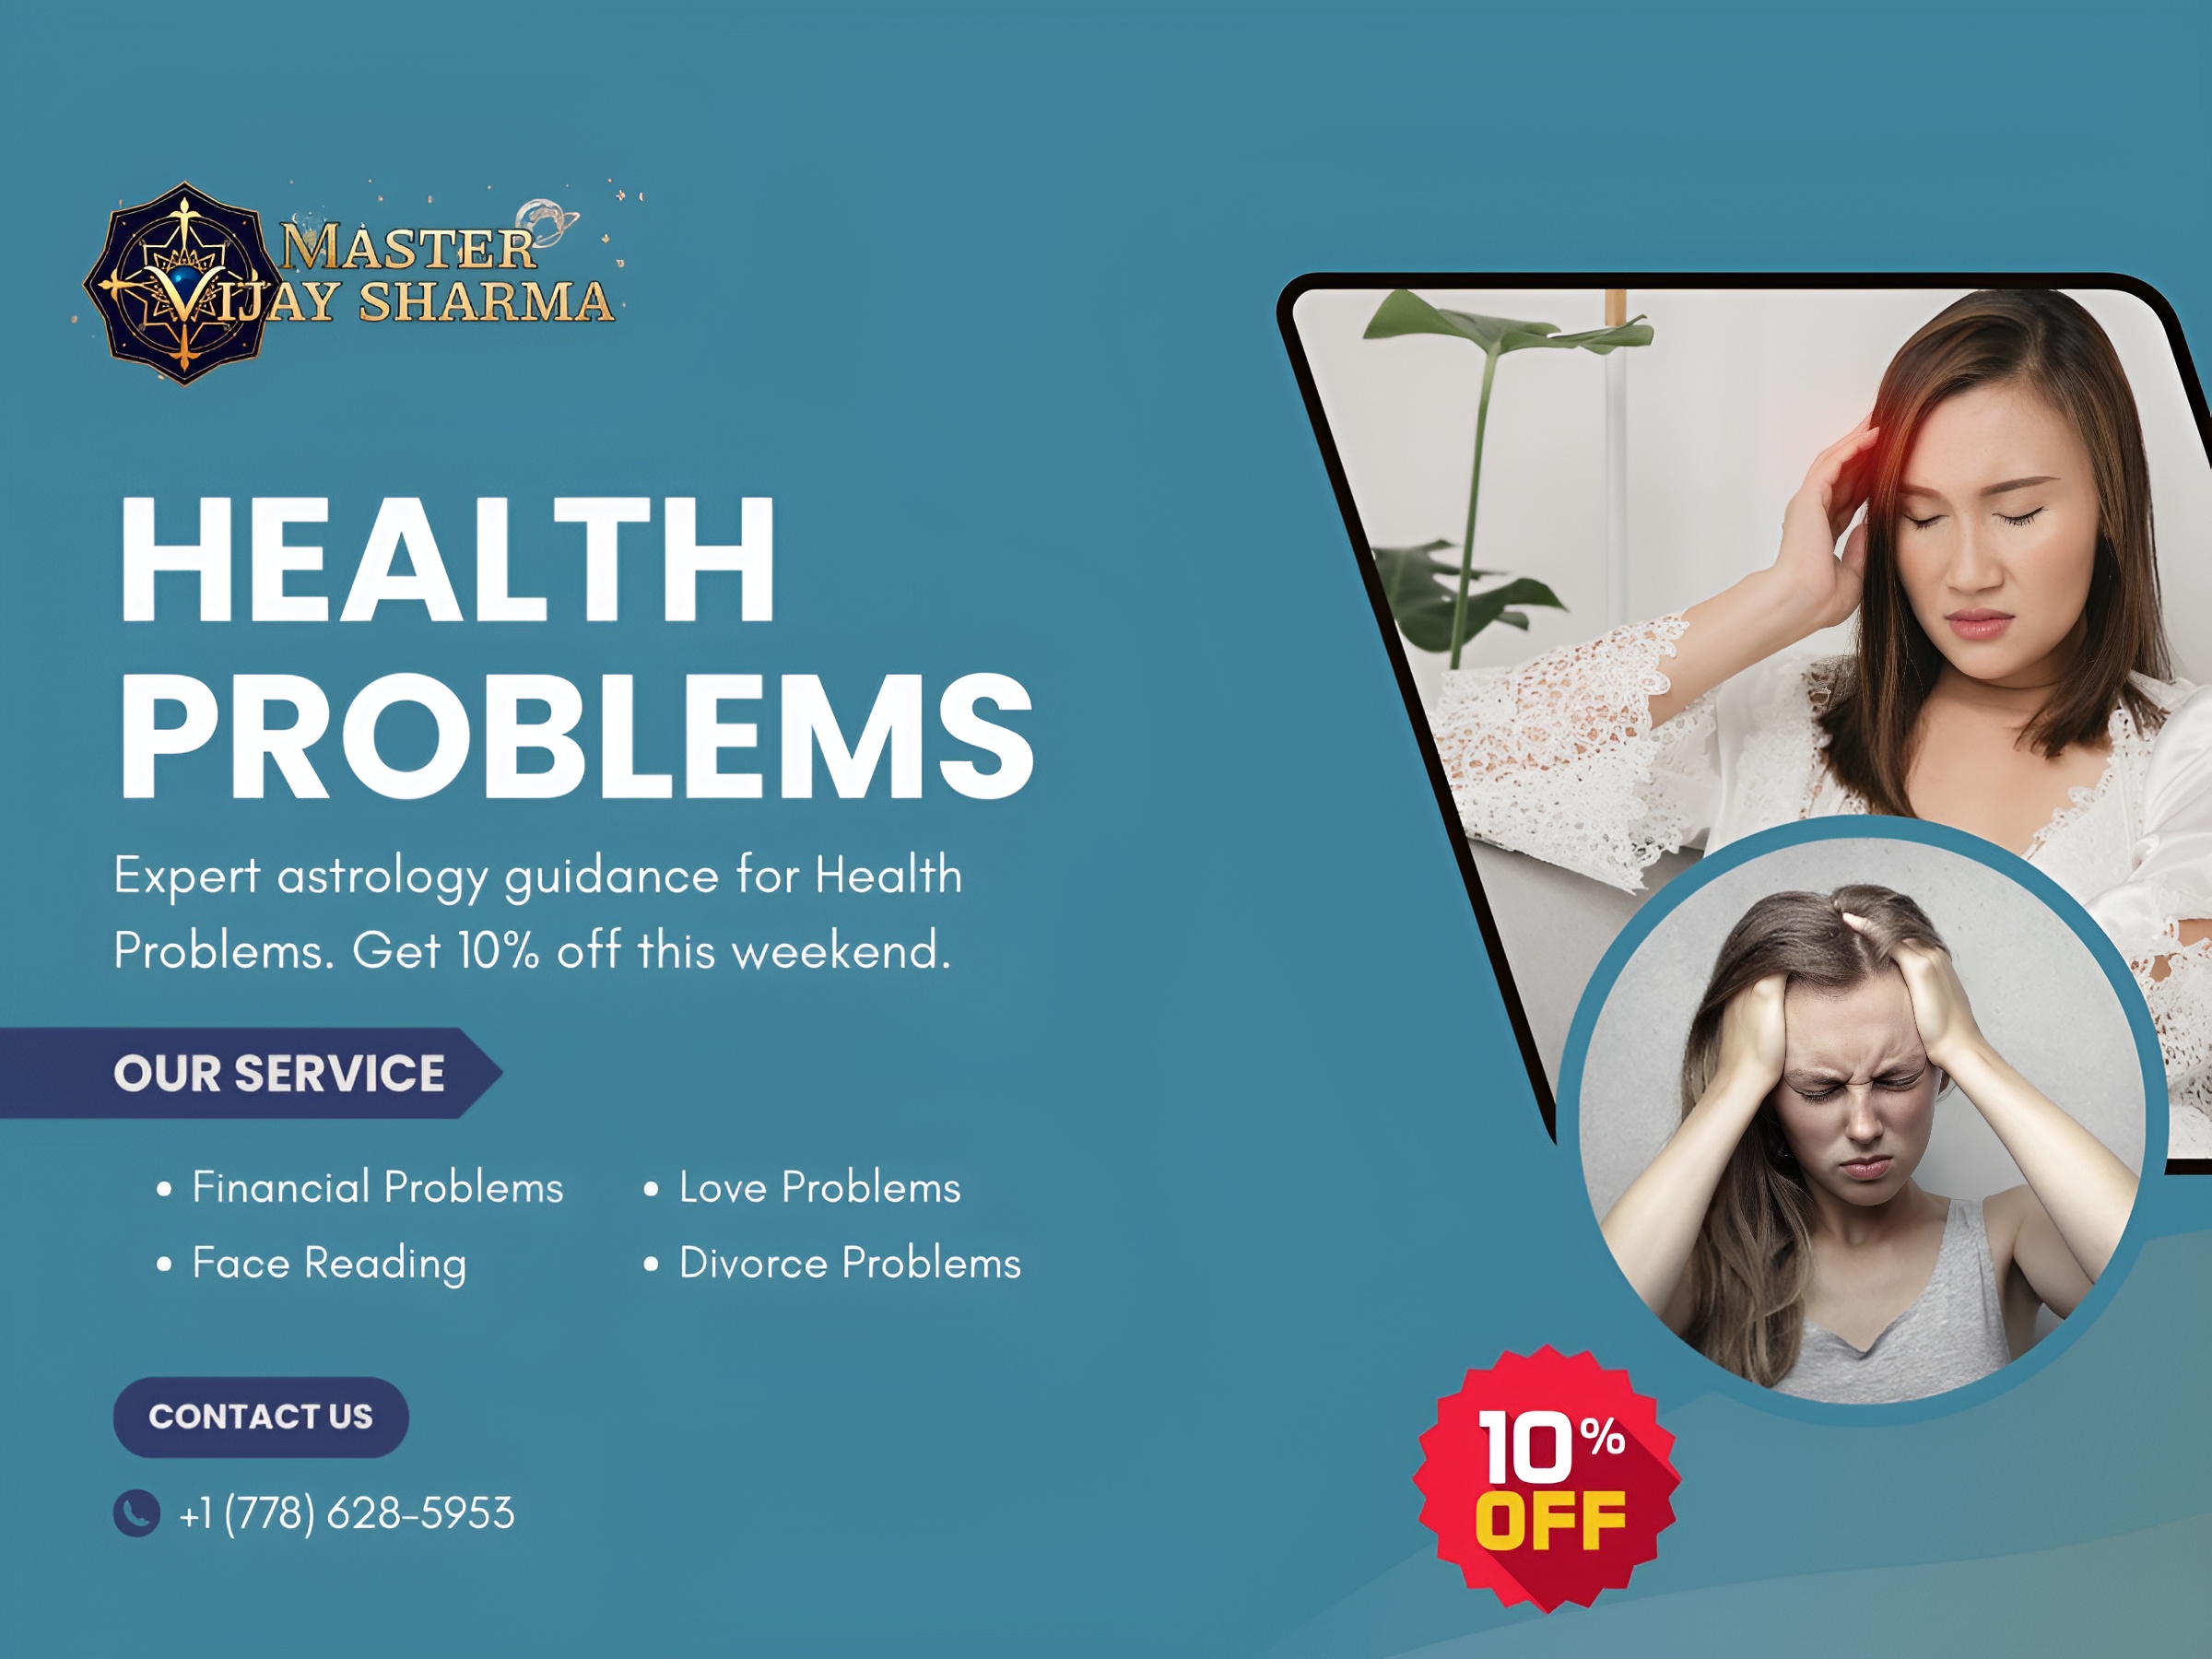 MASTER
VIJAY SHARMA
HEALTH
PROBLEMS
Expert astrology guidance for Health
Problems. Get 10% off this weekend.
OUR SERVICE
• Financial Problems
• Face Reading
• Love Problems
• Divorce Problems
CONTACT US
+1 (778) 628-5953
10%
OFF